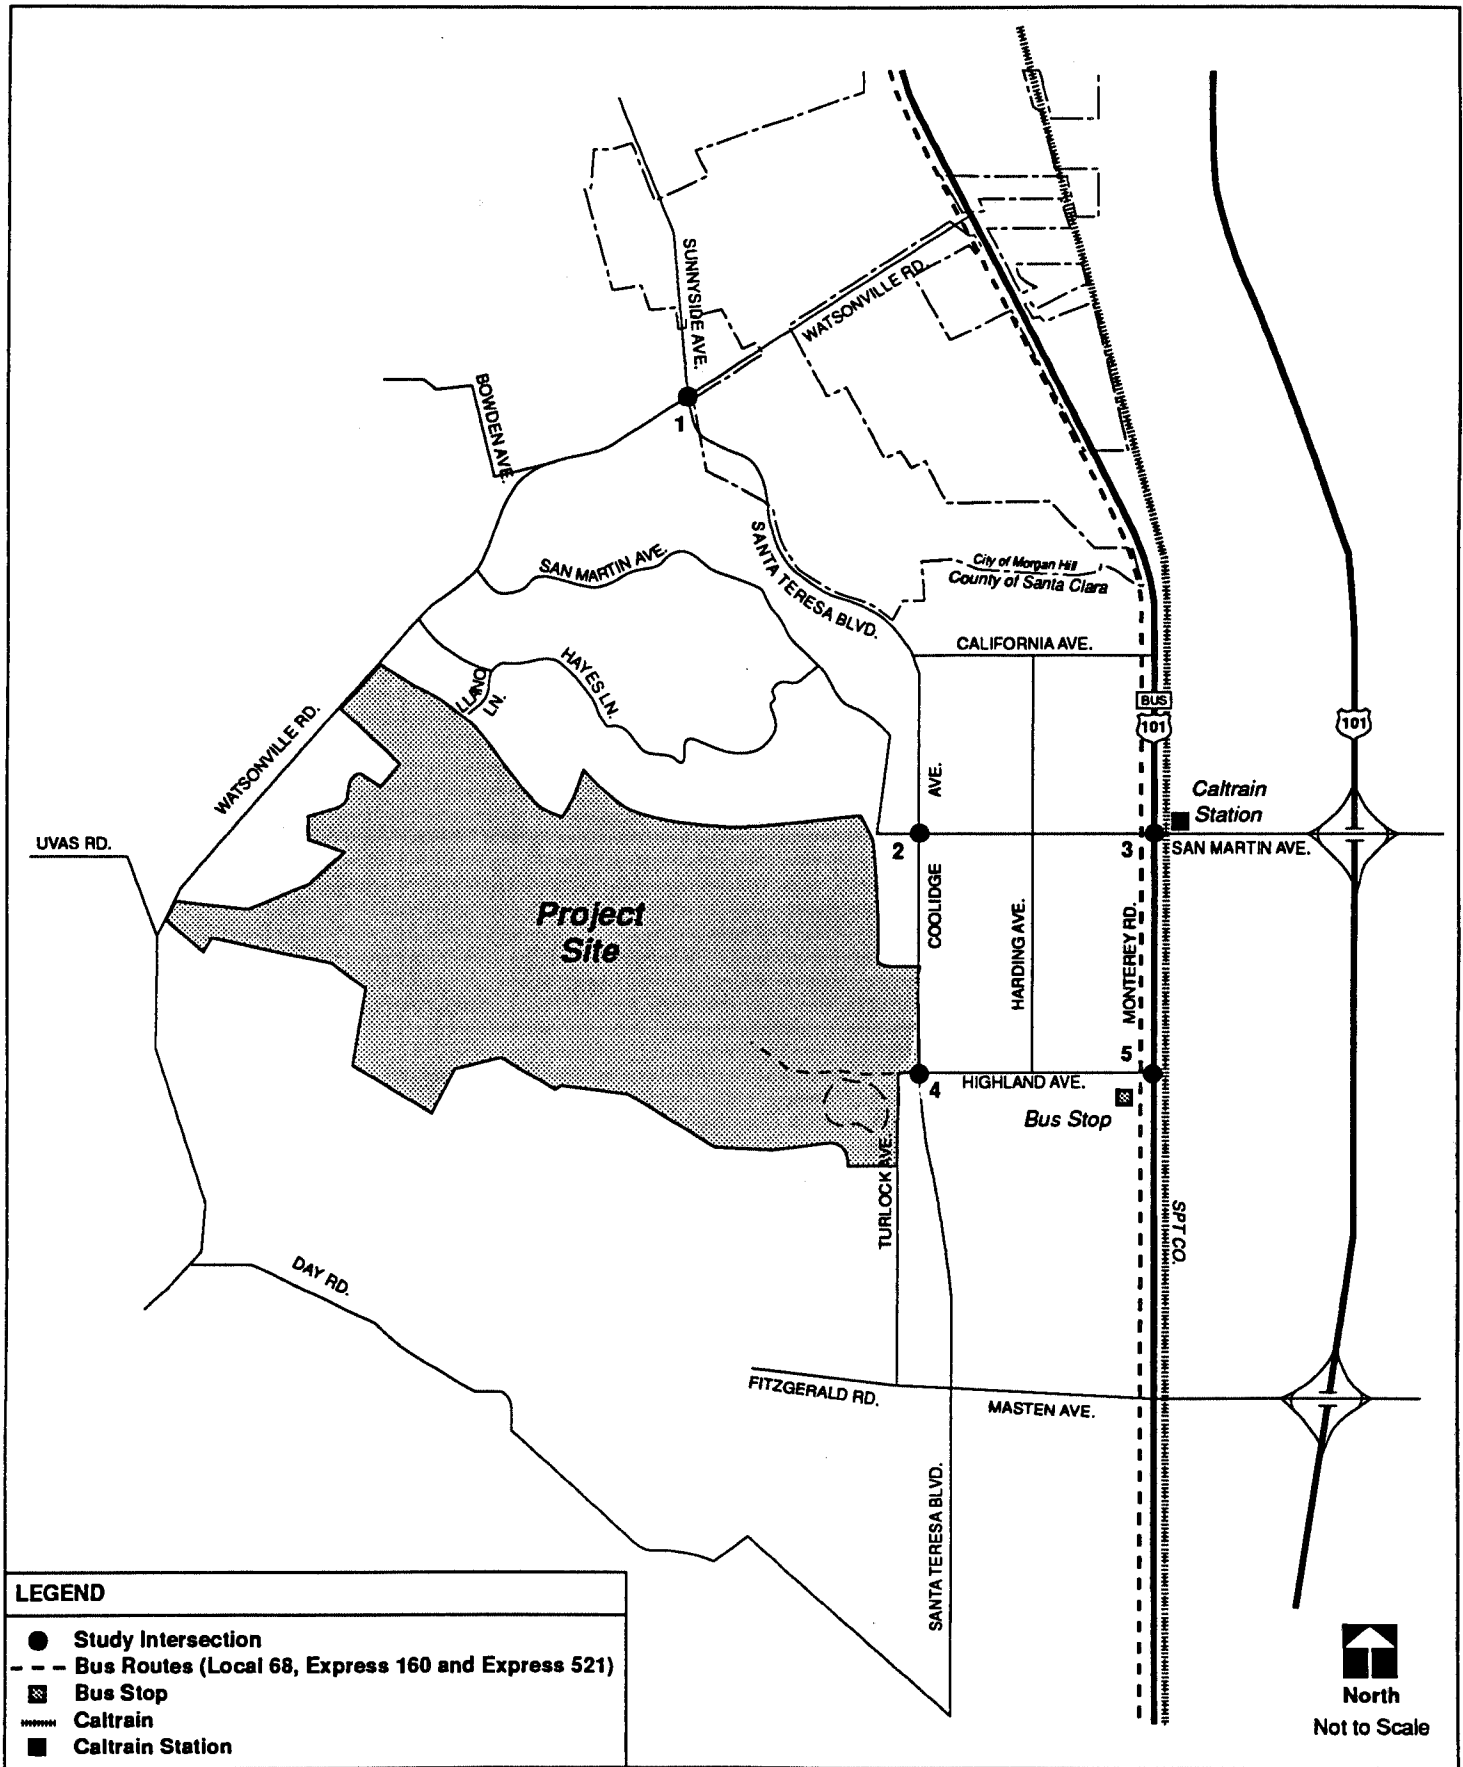 SUNNYSIDE AVE.
WATSONVILLE RD.
BOWDEN AVE.
1
SANTA TERESA BLVD.
SAN MARTIN AVE.
City of Morgan Hill
County of Santa Clara
CALIFORNIA AVE.
HAYES LN.
LLANO
LN.
WATSONVILLE RD.
BUS
101
101
AVE.
Caltrain
Station
UVAS RD.
2
3
SAN MARTIN AVE.
COOLIDGE
HARDING AVE.
MONTEREY RD.
Project
Site
5
4
HIGHLAND AVE.
Bus Stop
TURLOCK AVE.
SPT CO.
DAY RD.
FITZGERALD RD.
MASTEN AVE.
SANTA TERESA BLVD.
LEGEND
Study Intersection
Bus Routes (Local 68, Express 160 and Express 521)
Bus Stop
Caltrain
Caltrain Station
North
Not to Scale